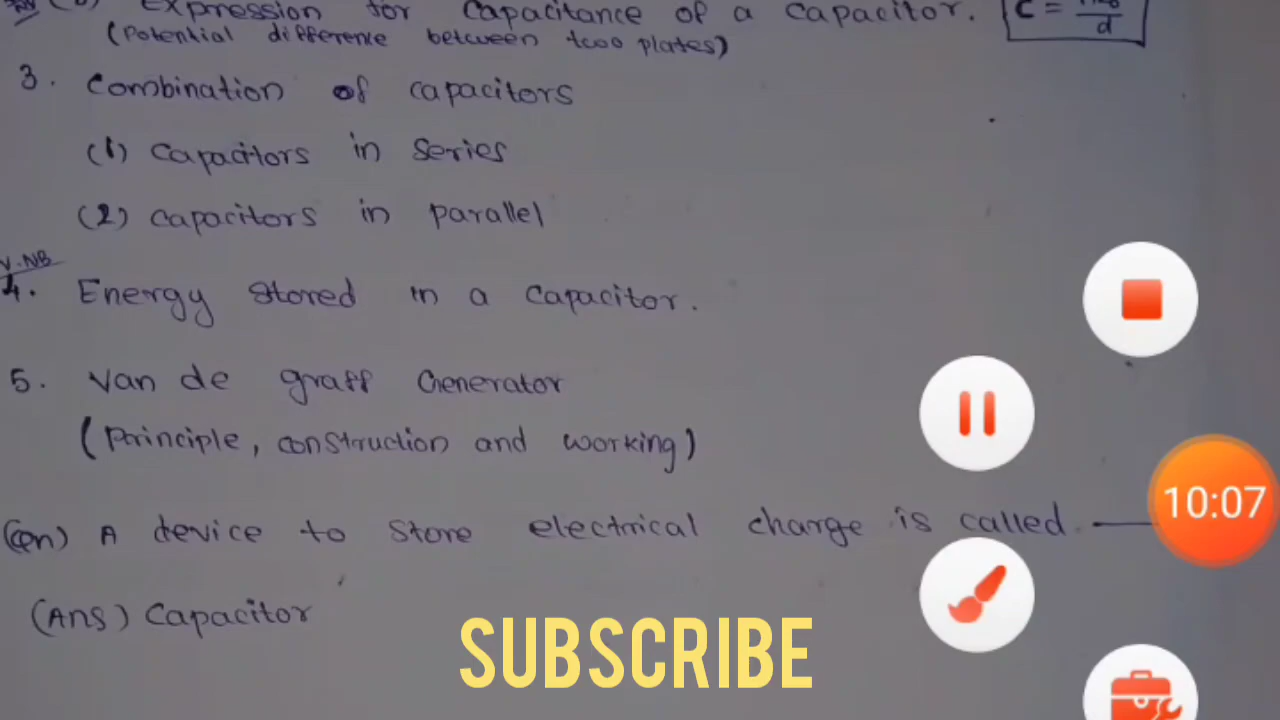 Expression for Capacitance of a Capacitor. C =
(Potential difference between two plates) d
3. Combination of capacitors
(1) Capacitors in series
(2) Capacitors in parallel
V.NB
4. Energy Stored in a Capacitor.
5. Van de graff Generator
(Principle, construction and working)
(Qn) A device to store electrical charge is called —
10:07
(Ans) Capacitor
SUBSCRIBE